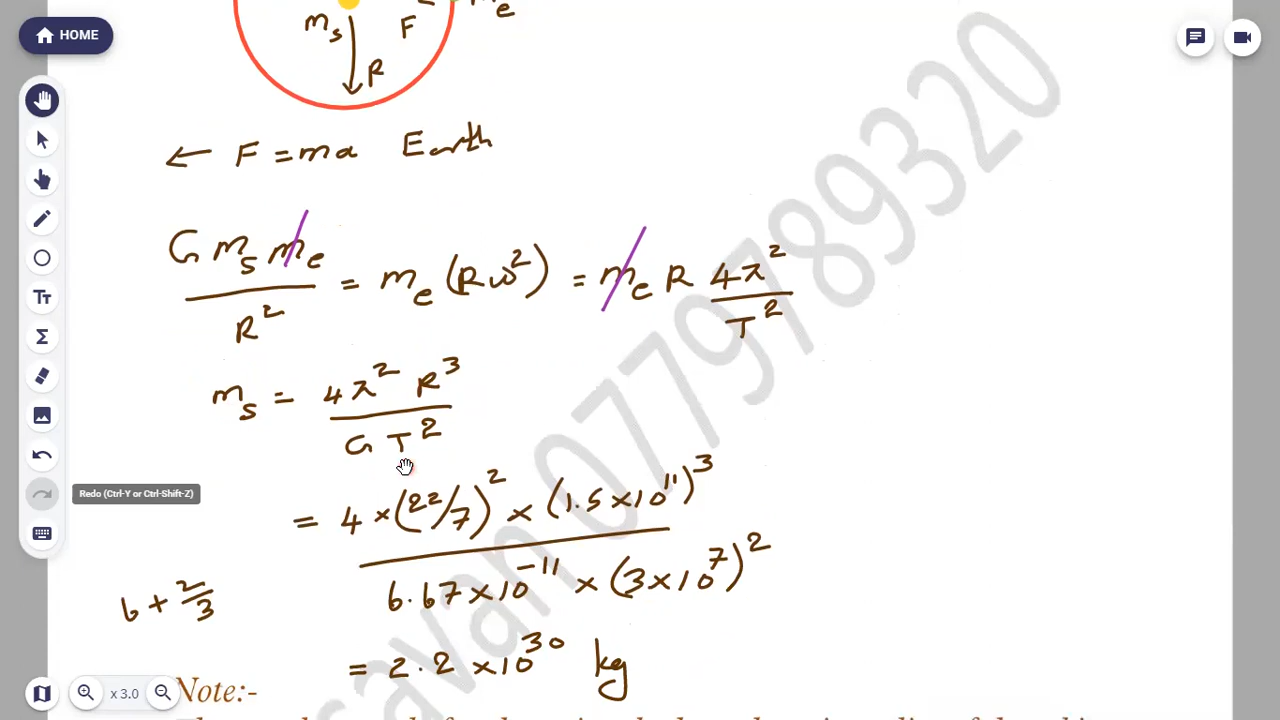 HOME
m_s F m_e
R
← F = ma Earth
G m_s m_e / R² = m_e (Rω²) = m_e R 4π² / T²
m_s = 4π² R³ / G T²
Redo (Ctrl-Y or Ctrl-Shift-Z)
= 4 × (22/7)² × (1.5 × 10¹¹)³ / 6.67 × 10⁻¹¹ × (3 × 10⁷)²
6 + 2/3
= 2.2 × 10³⁰ kg
x 3.0
Note:-
savan 0779789320